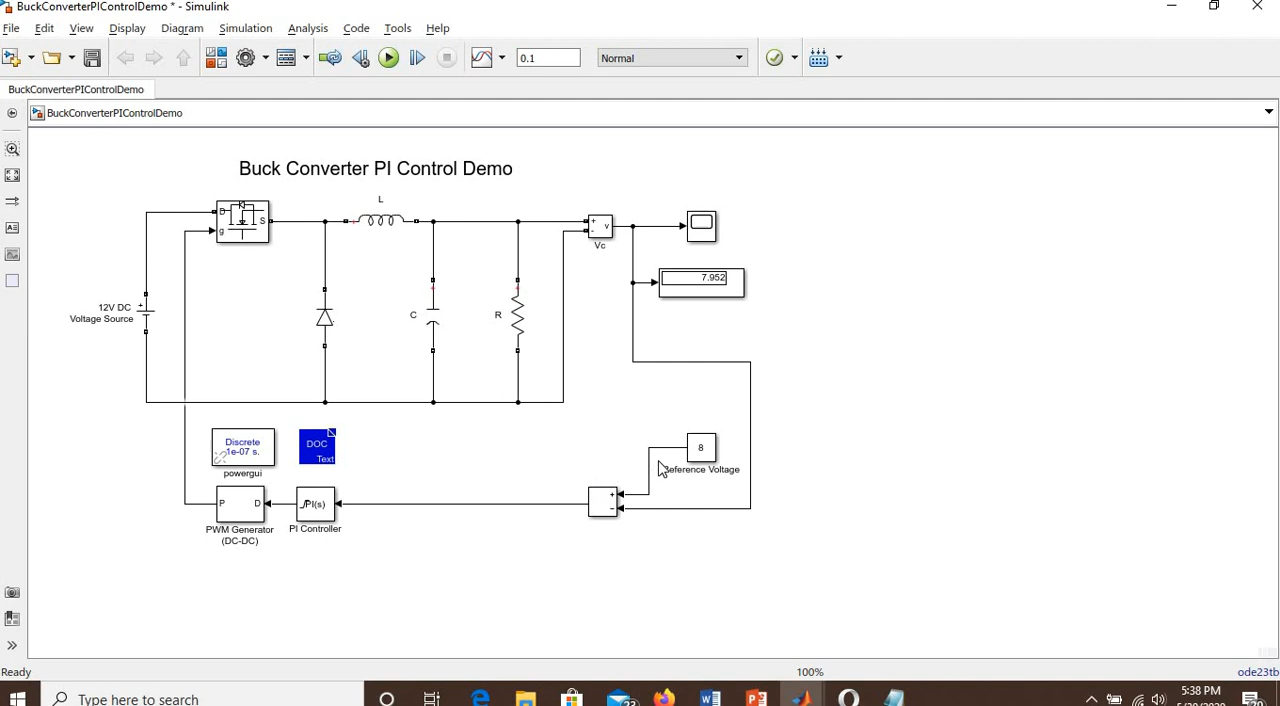 BuckConverterPIControlDemo * - Simulink
File Edit View Display Diagram Simulation Analysis Code Tools Help
0.1 Normal
BuckConverterPIControlDemo
BuckConverterPIControlDemo
Buck Converter PI Control Demo
L
D
S
g
+
-
v
Vc
7.952
12V DC
Voltage Source
+
C
R
Discrete
1e-07 s.
powergui
DOC
Text
8
Reference Voltage
+
−
P D
PI(s)
PWM Generator
(DC-DC)
PI Controller
Ready 100% ode23tb
Type here to search
5:38 PM